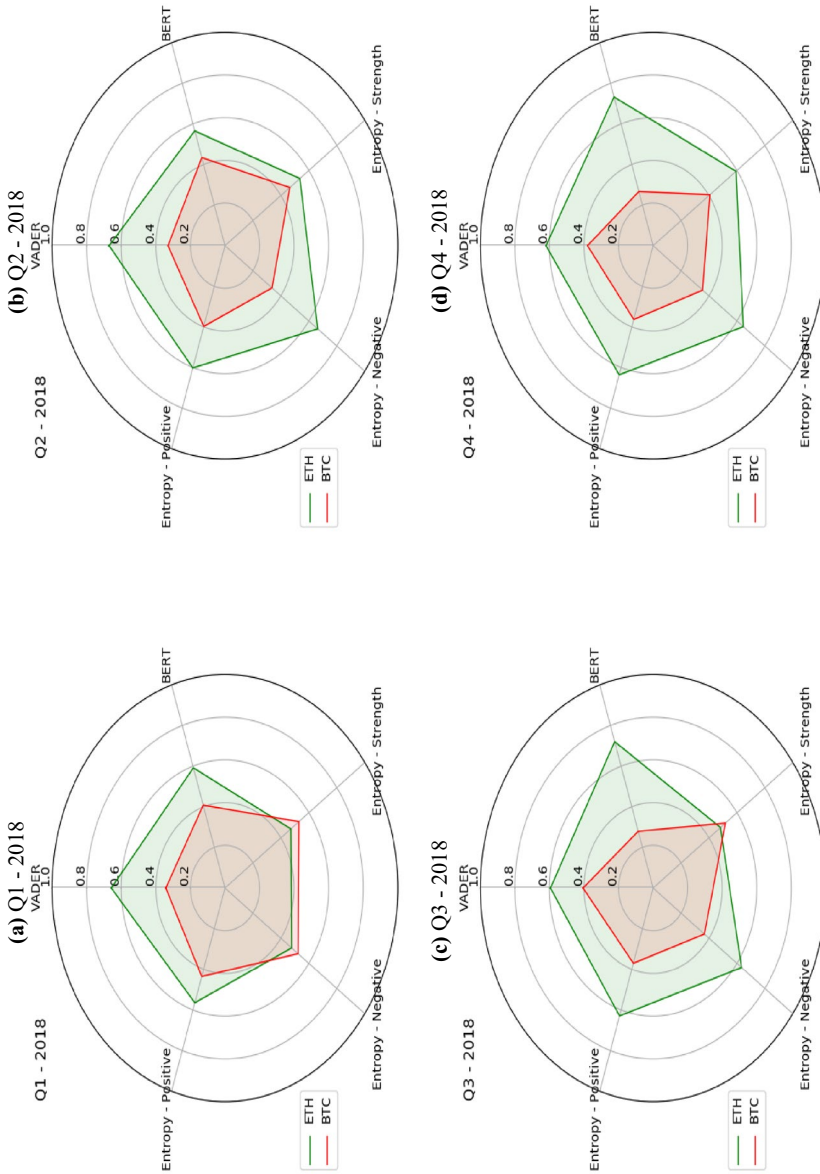 (a) Q1 - 2018
Q1 - 2018
VADER
1.0
0.8
0.6
0.4
0.2
BERT
Entropy - Strength
Entropy - Negative
Entropy - Positive
ETH
BTC
(b) Q2 - 2018
Q2 - 2018
VADER
1.0
0.8
0.6
0.4
0.2
BERT
Entropy - Strength
Entropy - Negative
Entropy - Positive
ETH
BTC
(c) Q3 - 2018
Q3 - 2018
VADER
1.0
0.8
0.6
0.4
0.2
BERT
Entropy - Strength
Entropy - Negative
Entropy - Positive
ETH
BTC
(d) Q4 - 2018
Q4 - 2018
VADER
1.0
0.8
0.6
0.4
0.2
BERT
Entropy - Strength
Entropy - Negative
Entropy - Positive
ETH
BTC